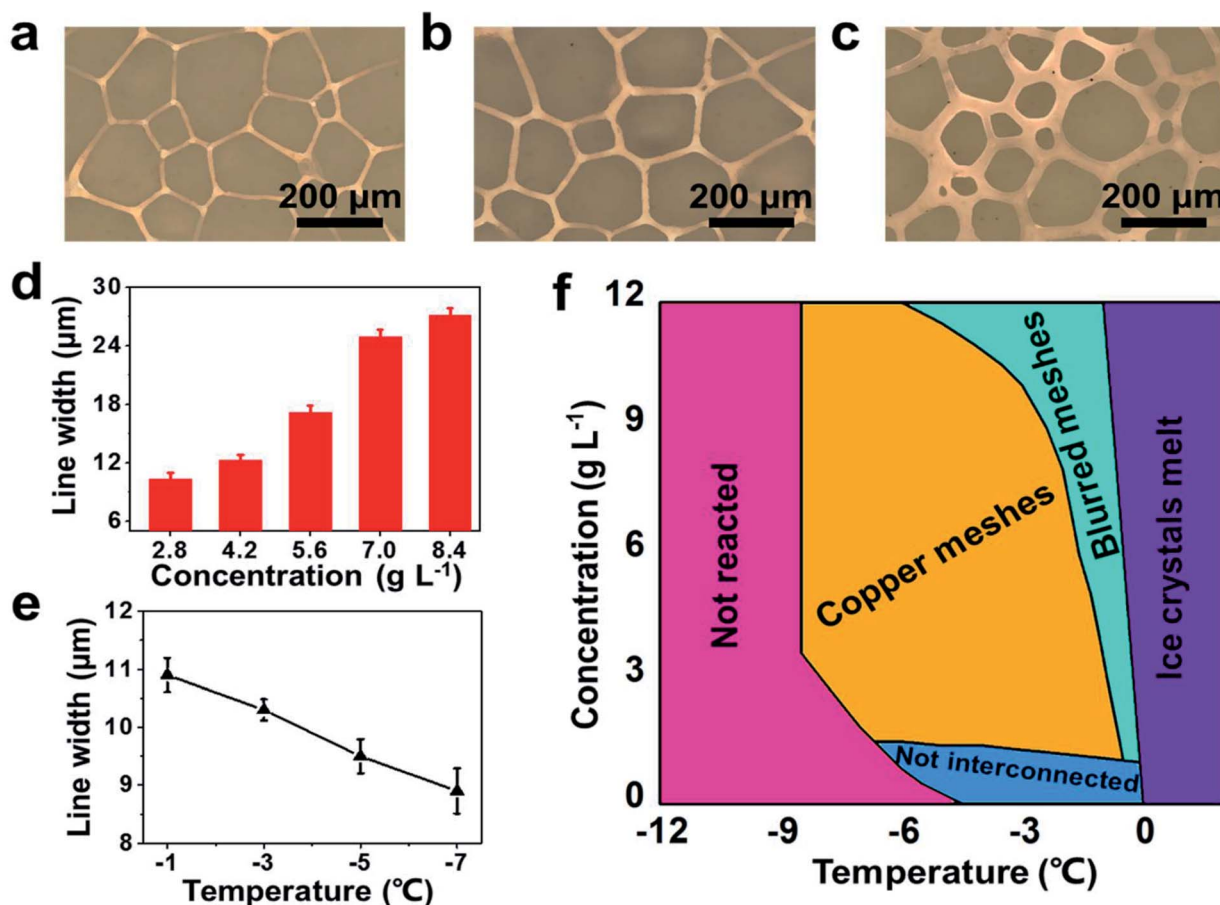 a
b
c
200 µm
200 µm
200 µm
d
30
24
18
12
6
Line width (µm)
2.8 4.2 5.6 7.0 8.4
Concentration (g L-1)
e
12
11
10
9
8
Line width (µm)
-1 -3 -5 -7
Temperature (℃)
f
12
9
6
3
0
Concentration (g L-1)
Not reacted
Copper meshes
Blurred meshes
Ice crystals melt
Not interconnected
-12 -9 -6 -3 0
Temperature (℃)